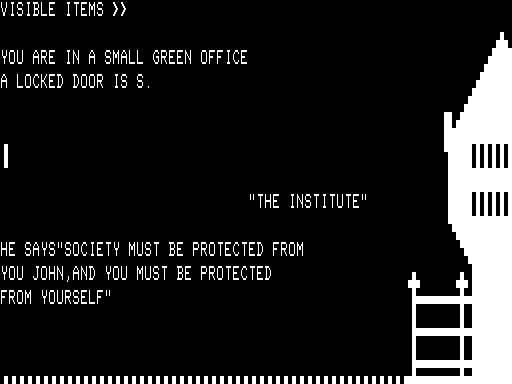 VISIBLE ITEMS >>
YOU ARE IN A SMALL GREEN OFFICE
A LOCKED DOOR IS S.
"THE INSTITUTE"
HE SAYS"SOCIETY MUST BE PROTECTED FROM
YOU JOHN,AND YOU MUST BE PROTECTED
FROM YOURSELF"